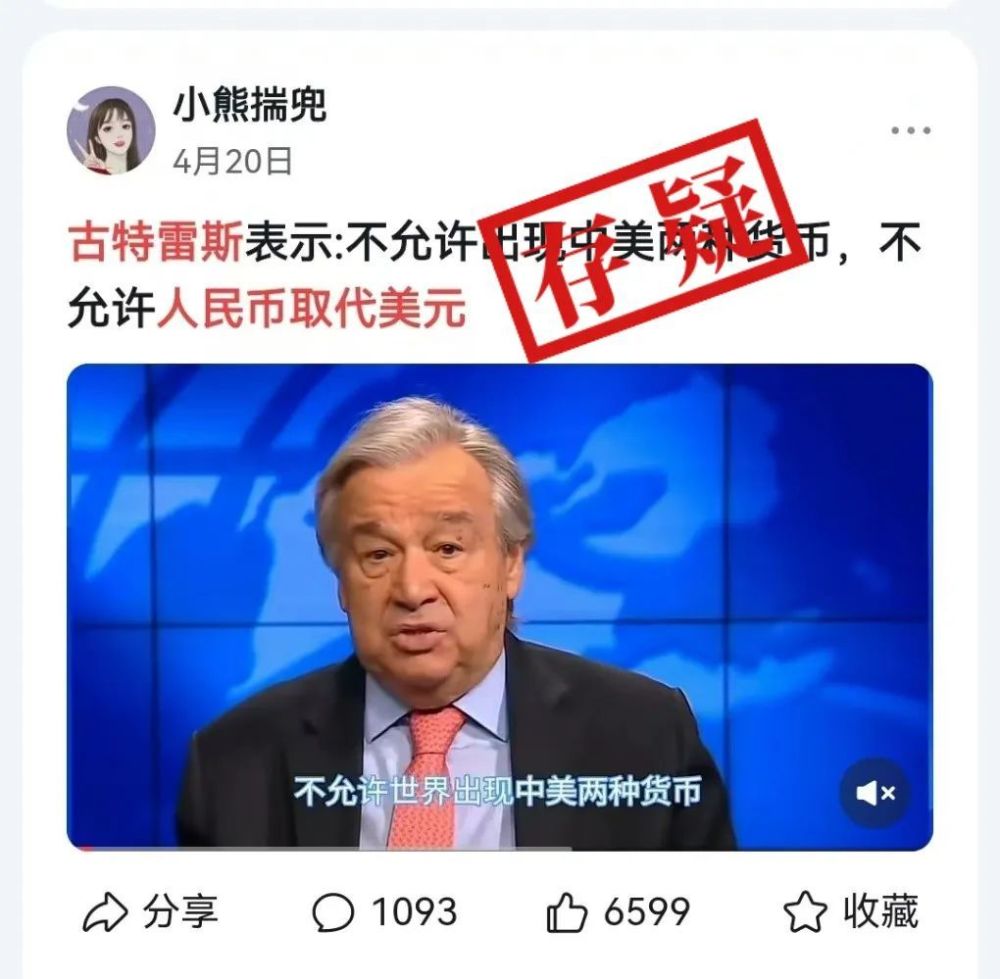 小熊揣兜
4月20日
古特雷斯表示:不允许出现中美两种货币，不
允许人民币取代美元
存疑
不允许世界出现中美两种货币
分享
1093
6599
收藏